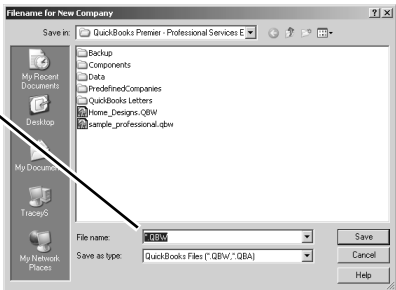 Filename for New Company
Save in:
QuickBooks Premier - Professional Services E
My Recent
Documents
Desktop
My Documents
TraceyS
My Network
Places
Backup
Components
Data
PredefinedCompanies
QuickBooks Letters
Home_Designs.QBW
sample_professional.qbw
File name:
*.QBW
Save
Save as type:
QuickBooks Files (*.QBW,*.QBA)
Cancel
Help